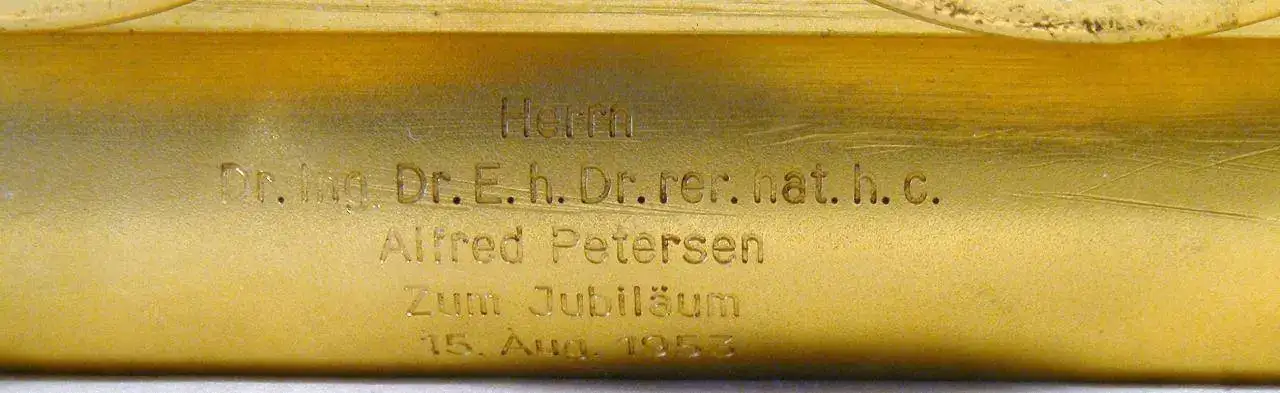 Herrn
Dr. Ing. Dr. E. h. Dr. rer. nat. h. c.
Alfred Petersen
Zum Jubiläum
15. Aug. 1953